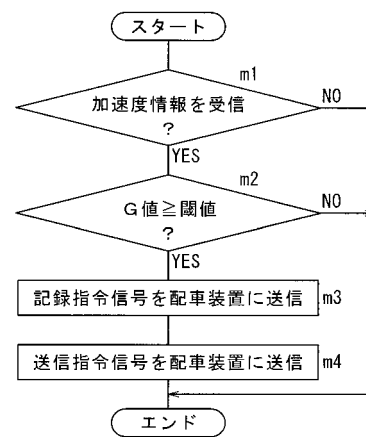 スタート
m1
加速度情報を受信
?
NO
YES
m2
G値≧閾値
?
NO
YES
記録指令信号を配車装置に送信
m3
送信指令信号を配車装置に送信
m4
エンド